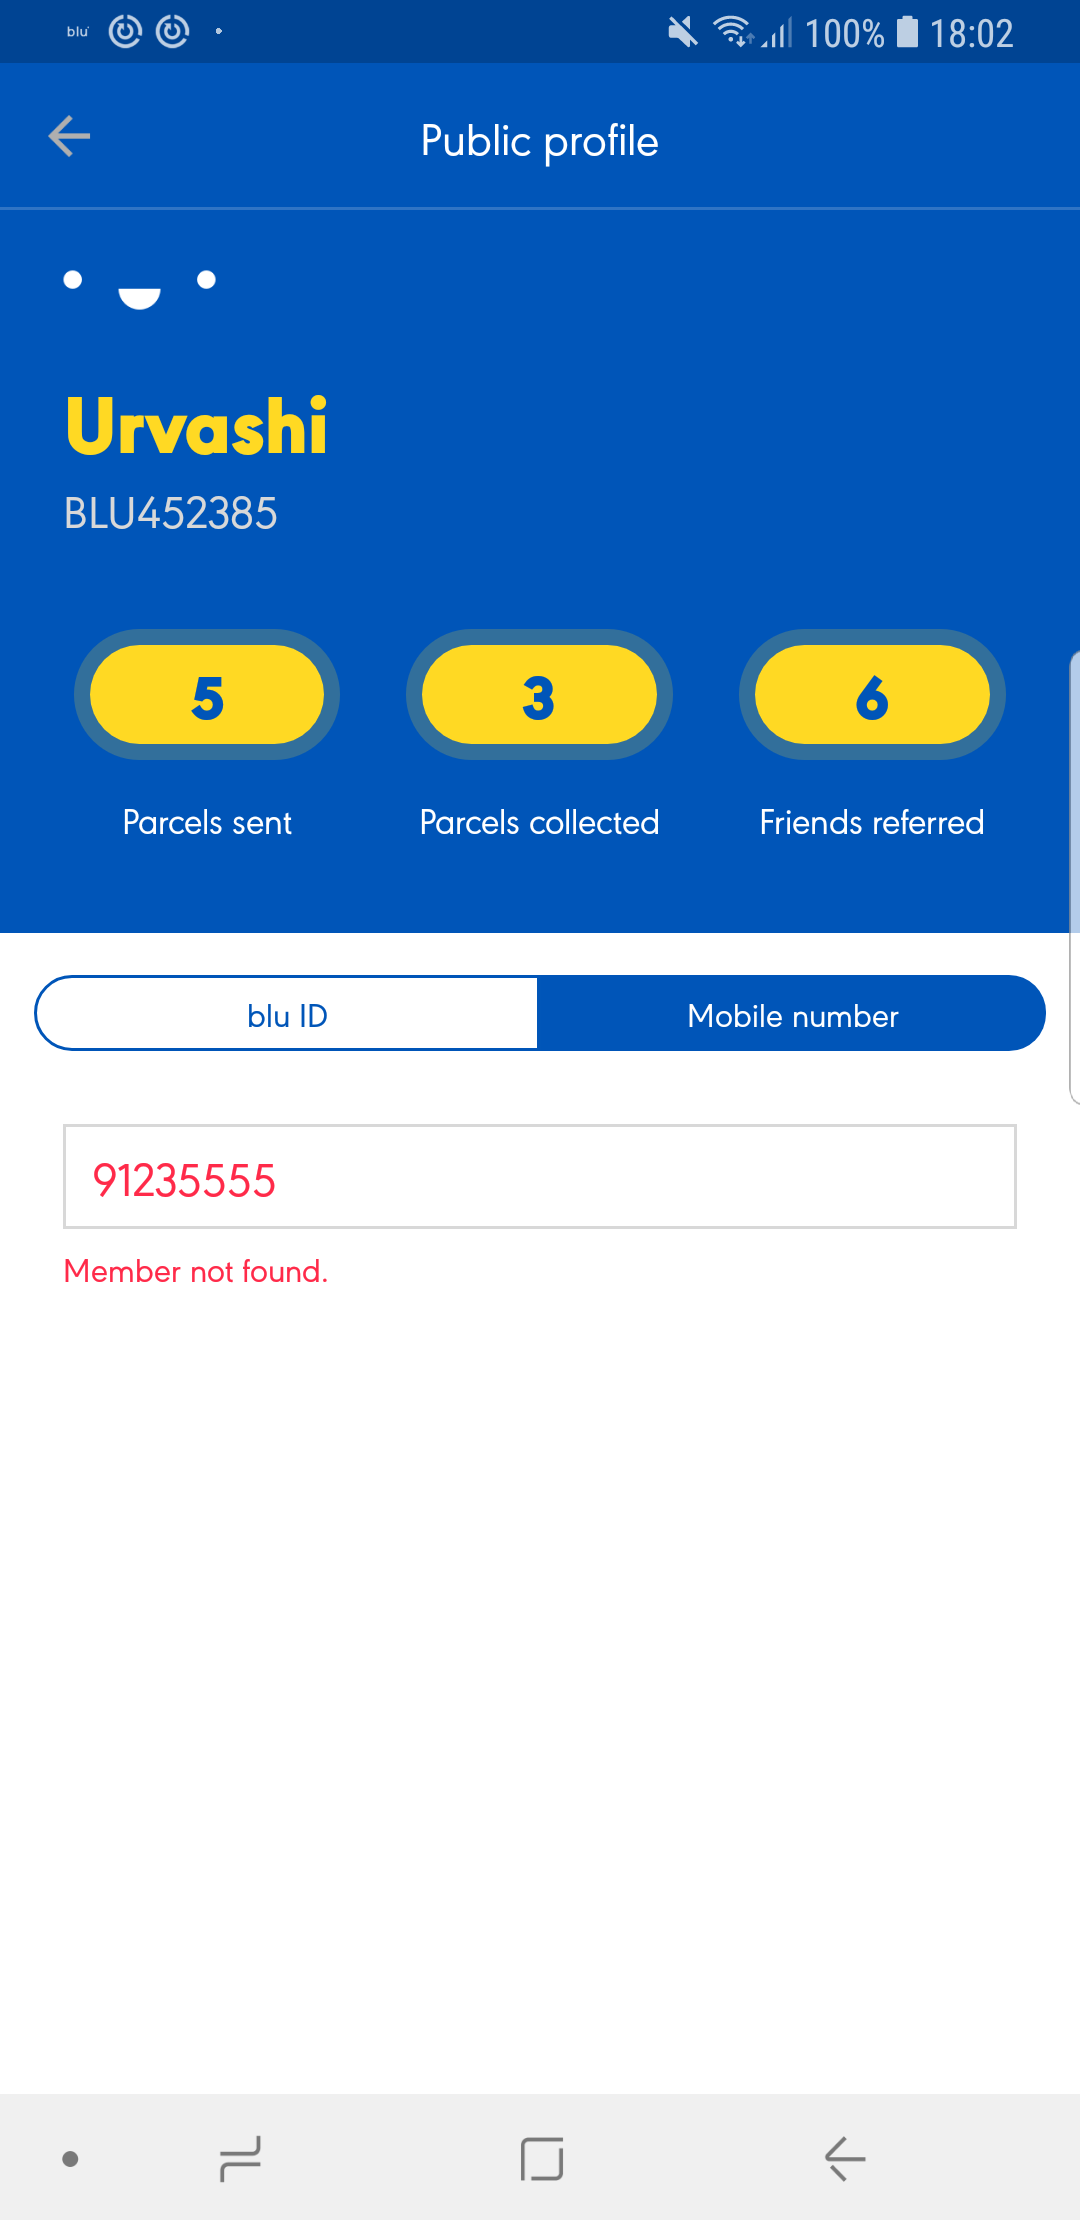 blu 100% 18:02
Public profile
Urvashi
BLU452385
5 3 6
Parcels sent Parcels collected Friends referred
blu ID Mobile number
91235555
Member not found.